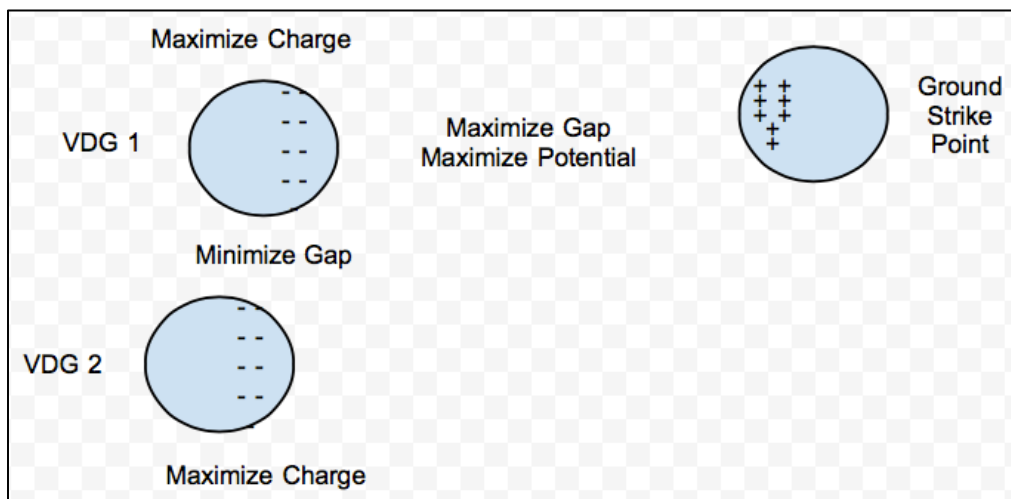 Maximize Charge
VDG 1
- -
- -
- -
- -
-
Maximize Gap
Maximize Potential
+ +
+ +
+ +
+
+
Ground
Strike
Point
Minimize Gap
VDG 2
- -
- -
- -
- -
-
Maximize Charge